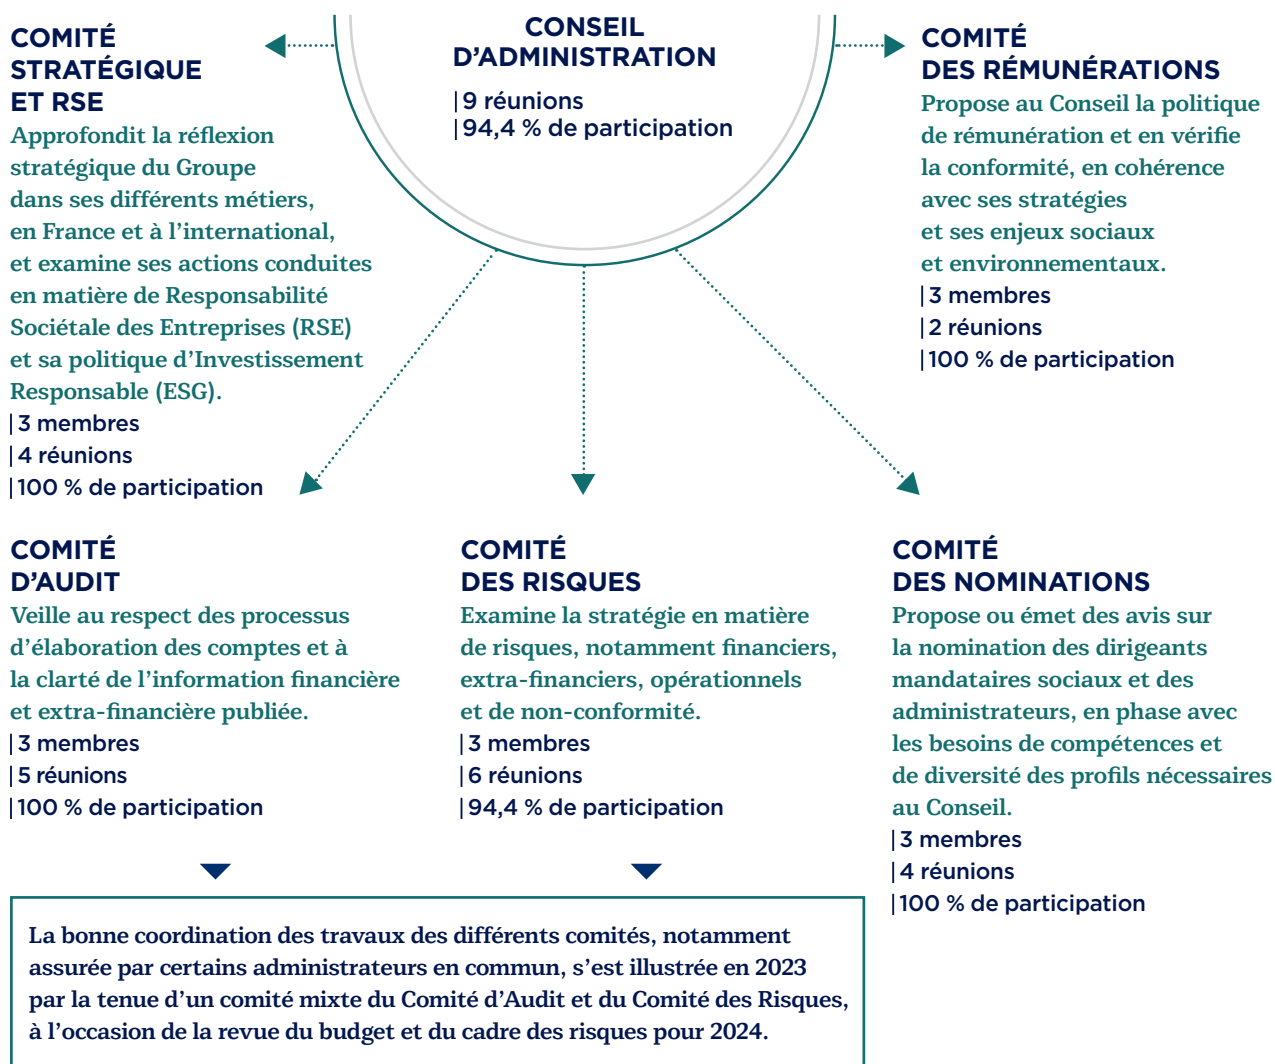 CONSEIL
D'ADMINISTRATION
|9 réunions
|94,4 % de participation
COMITÉ
STRATÉGIQUE
ET RSE
Approfondit la réflexion
stratégique du Groupe
dans ses différents métiers,
en France et à l'international,
et examine ses actions conduites
en matière de Responsabilité
Sociétale des Entreprises (RSE)
et sa politique d'Investissement
Responsable (ESG).
|3 membres
|4 réunions
|100 % de participation
COMITÉ
DES RÉMUNÉRATIONS
Propose au Conseil la politique
de rémunération et en vérifie
la conformité, en cohérence
avec ses stratégies
et ses enjeux sociaux
et environnementaux.
|3 membres
|2 réunions
|100 % de participation
COMITÉ
D'AUDIT
Veille au respect des processus
d'élaboration des comptes et à
la clarté de l'information financière
et extra-financière publiée.
|3 membres
|5 réunions
|100 % de participation
COMITÉ
DES RISQUES
Examine la stratégie en matière
de risques, notamment financiers,
extra-financiers, opérationnels
et de non-conformité.
|3 membres
|6 réunions
|94,4 % de participation
COMITÉ
DES NOMINATIONS
Propose ou émet des avis sur
la nomination des dirigeants
mandataires sociaux et des
administrateurs, en phase avec
les besoins de compétences et
de diversité des profils nécessaires
au Conseil.
|3 membres
|4 réunions
|100 % de participation
La bonne coordination des travaux des différents comités, notamment
assurée par certains administrateurs en commun, s'est illustrée en 2023
par la tenue d'un comité mixte du Comité d'Audit et du Comité des Risques,
à l'occasion de la revue du budget et du cadre des risques pour 2024.